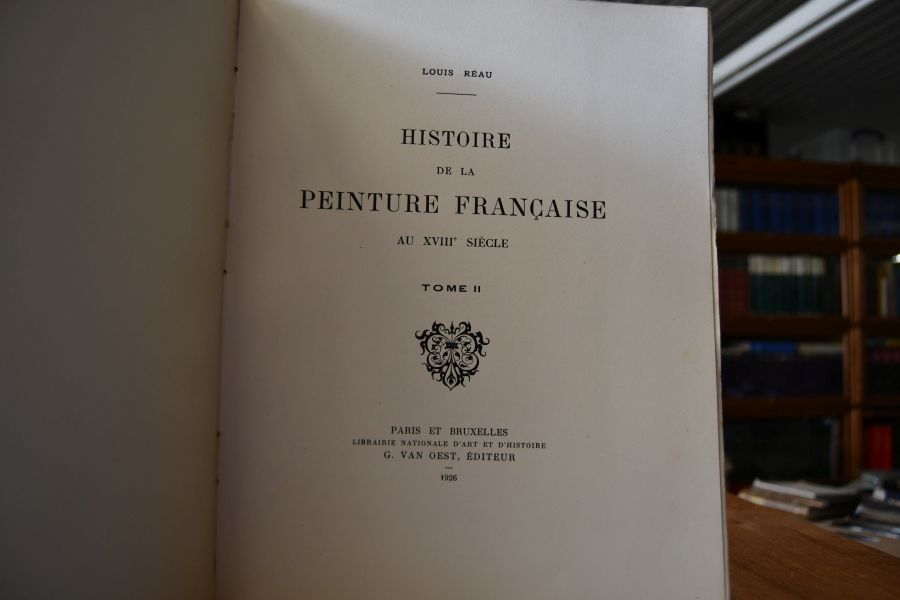 LOUIS RÉAU
HISTOIRE
DE LA
PEINTURE FRANÇAISE
AU XVIIIe SIÈCLE
TOME II
PARIS ET BRUXELLES
LIBRAIRIE NATIONALE D'ART ET D'HISTOIRE
G. VAN OEST, ÉDITEUR
1926